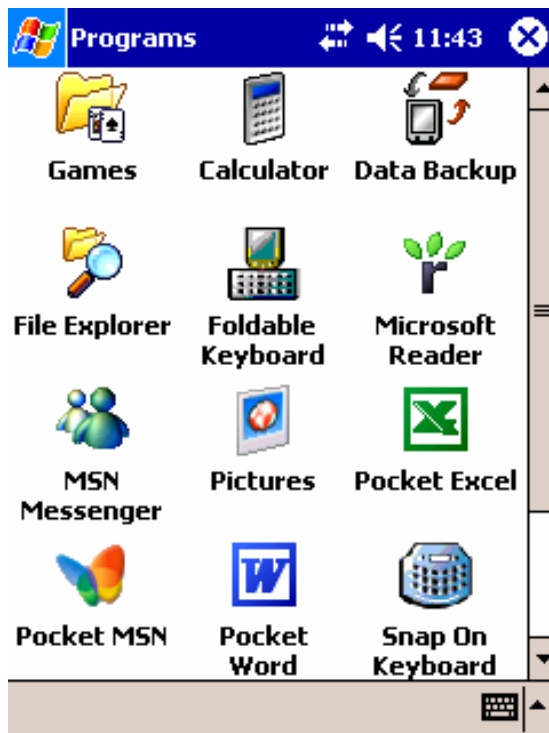 Programs 11:43
Games Calculator Data Backup
File Explorer Foldable Keyboard Microsoft Reader
MSN Messenger Pictures Pocket Excel
Pocket MSN Pocket Word Snap On Keyboard